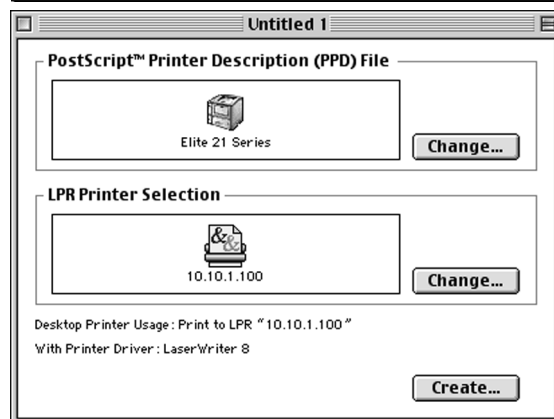 Untitled 1
PostScript™ Printer Description (PPD) File
Elite 21 Series
Change...
LPR Printer Selection
&&
10.10.1.100
Change...
Desktop Printer Usage: Print to LPR "10.10.1.100"
With Printer Driver: LaserWriter 8
Create...